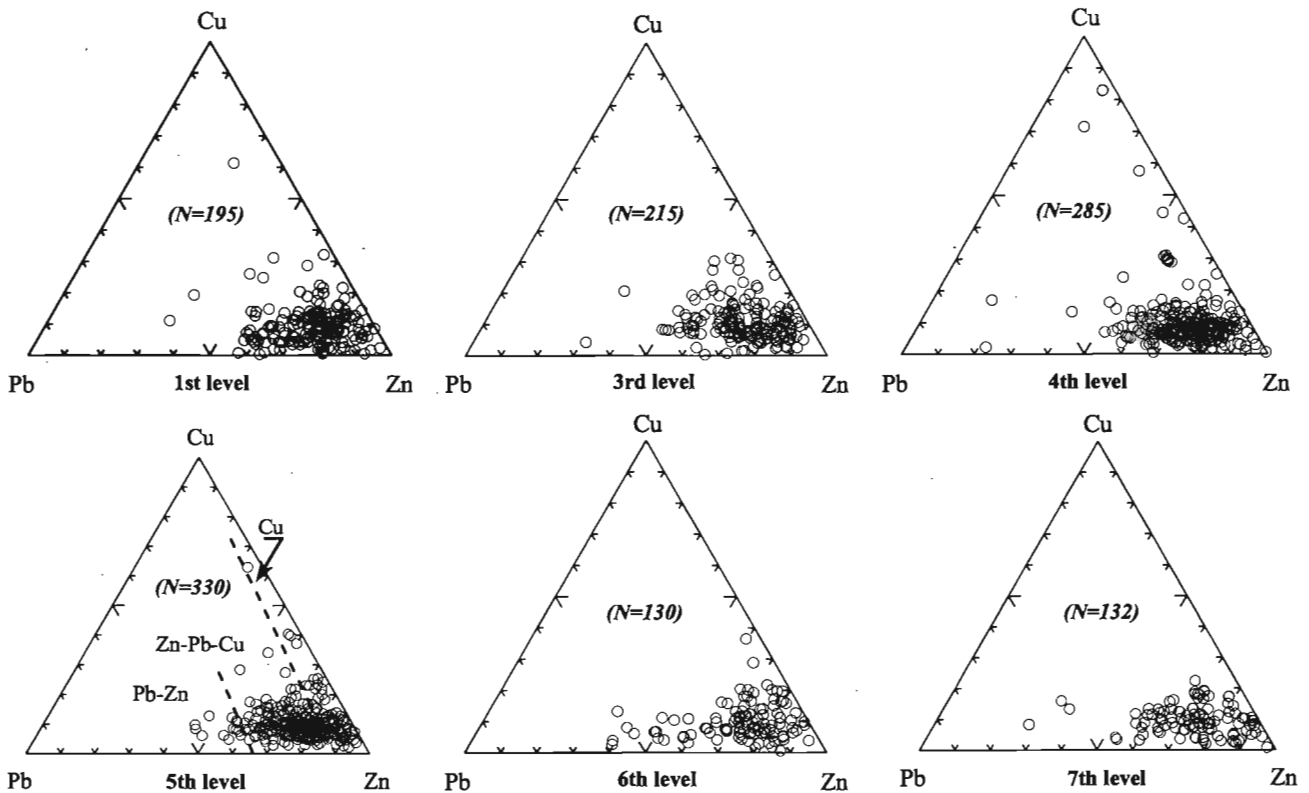 Cu
Cu
Cu
(N=195)
(N=215)
(N=285)
Pb
1st level
Zn
Pb
3rd level
Zn
Pb
4th level
Zn
Cu
Cu
Cu
Cu
(N=330)
Zn-Pb-Cu
Pb-Zn
(N=130)
(N=132)
Pb
5th level
Zn
Pb
6th level
Zn
Pb
7th level
Zn